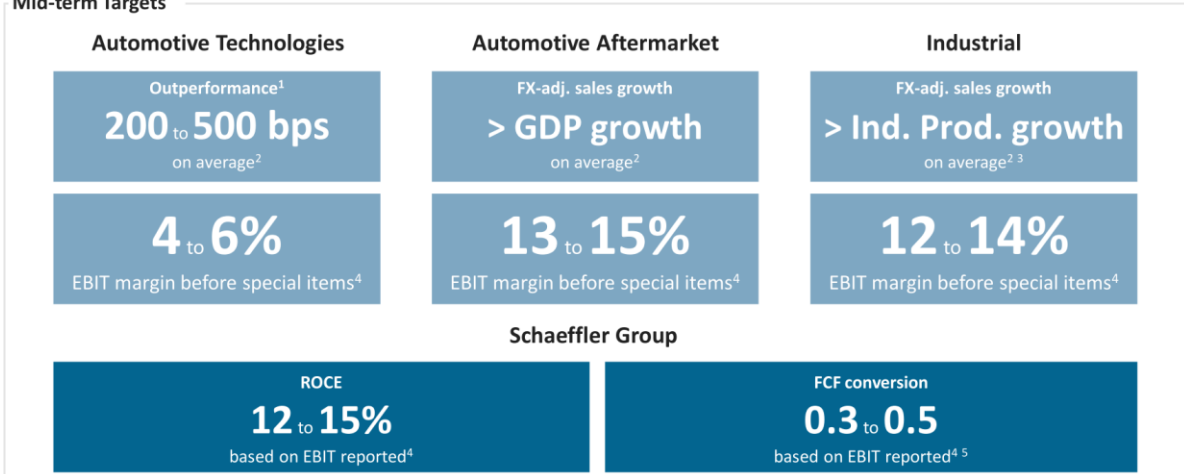 Mid-term Targets
Automotive Technologies
Automotive Aftermarket
Industrial
Outperformance¹
200 to 500 bps
on average²
FX-adj. sales growth
> GDP growth
on average²
FX-adj. sales growth
> Ind. Prod. growth
on average² ³
4 to 6%
EBIT margin before special items⁴
13 to 15%
EBIT margin before special items⁴
12 to 14%
EBIT margin before special items⁴
Schaeffler Group
ROCE
12 to 15%
based on EBIT reported⁴
FCF conversion
0.3 to 0.5
based on EBIT reported⁴ ⁵